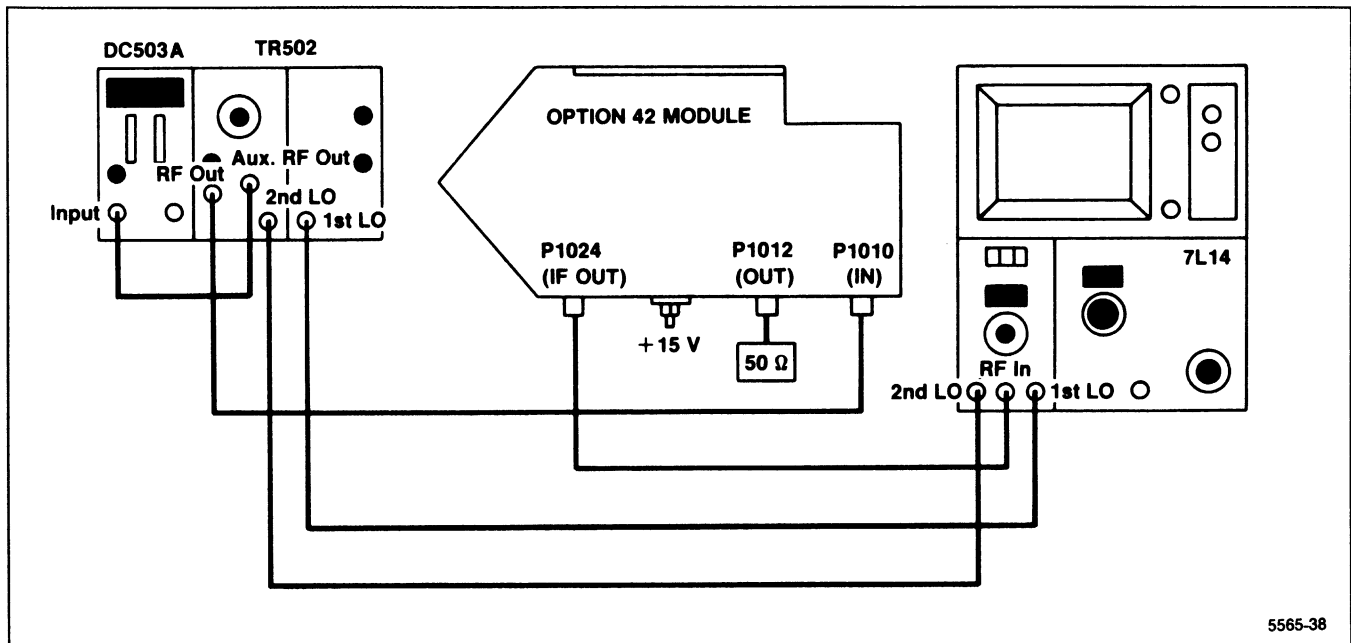 DC503A
TR502
RF Out
Aux. RF Out
2nd LO
Input
1st LO
OPTION 42 MODULE
P1024
(IF OUT)
+15 V
P1012
(OUT)
50 Ω
P1010
(IN)
7L14
RF In
2nd LO
1st LO
5565-38